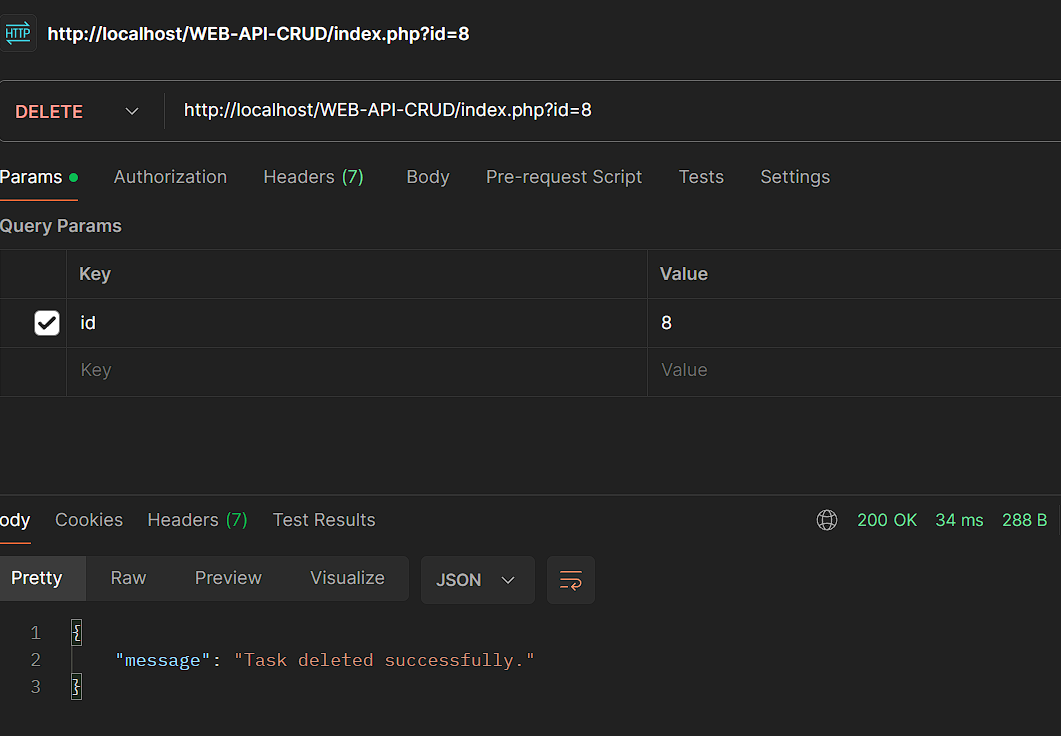 HTTP http://localhost/WEB-API-CRUD/index.php?id=8
DELETE http://localhost/WEB-API-CRUD/index.php?id=8
Params Authorization Headers (7) Body Pre-request Script Tests Settings
Query Params
Key Value
id 8
Key Value
ody Cookies Headers (7) Test Results 200 OK 34 ms 288 B
Pretty Raw Preview Visualize JSON
1 {
2 "message": "Task deleted successfully."
3 }